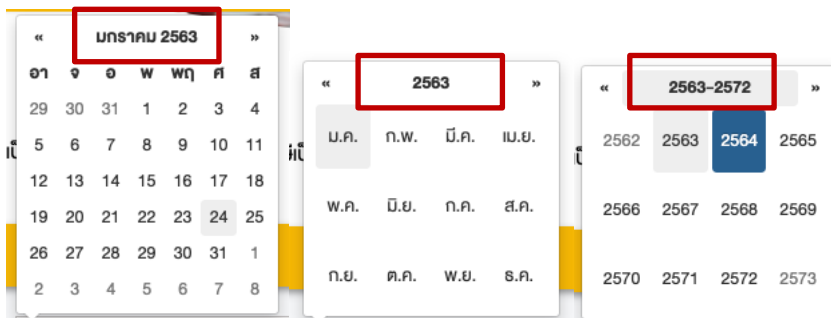 « มกราคม 2563 »
อา จ อ พ พฤ ศ ส
29 30 31 1 2 3 4
5 6 7 8 9 10 11
12 13 14 15 16 17 18
19 20 21 22 23 24 25
26 27 28 29 30 31 1
2 3 4 5 6 7 8
« 2563 »
ม.ค. ก.พ. มี.ค. เม.ย.
พ.ค. มิ.ย. ก.ค. ส.ค.
ก.ย. ต.ค. พ.ย. ธ.ค.
« 2563-2572 »
2562 2563 2564 2565
2566 2567 2568 2569
2570 2571 2572 2573